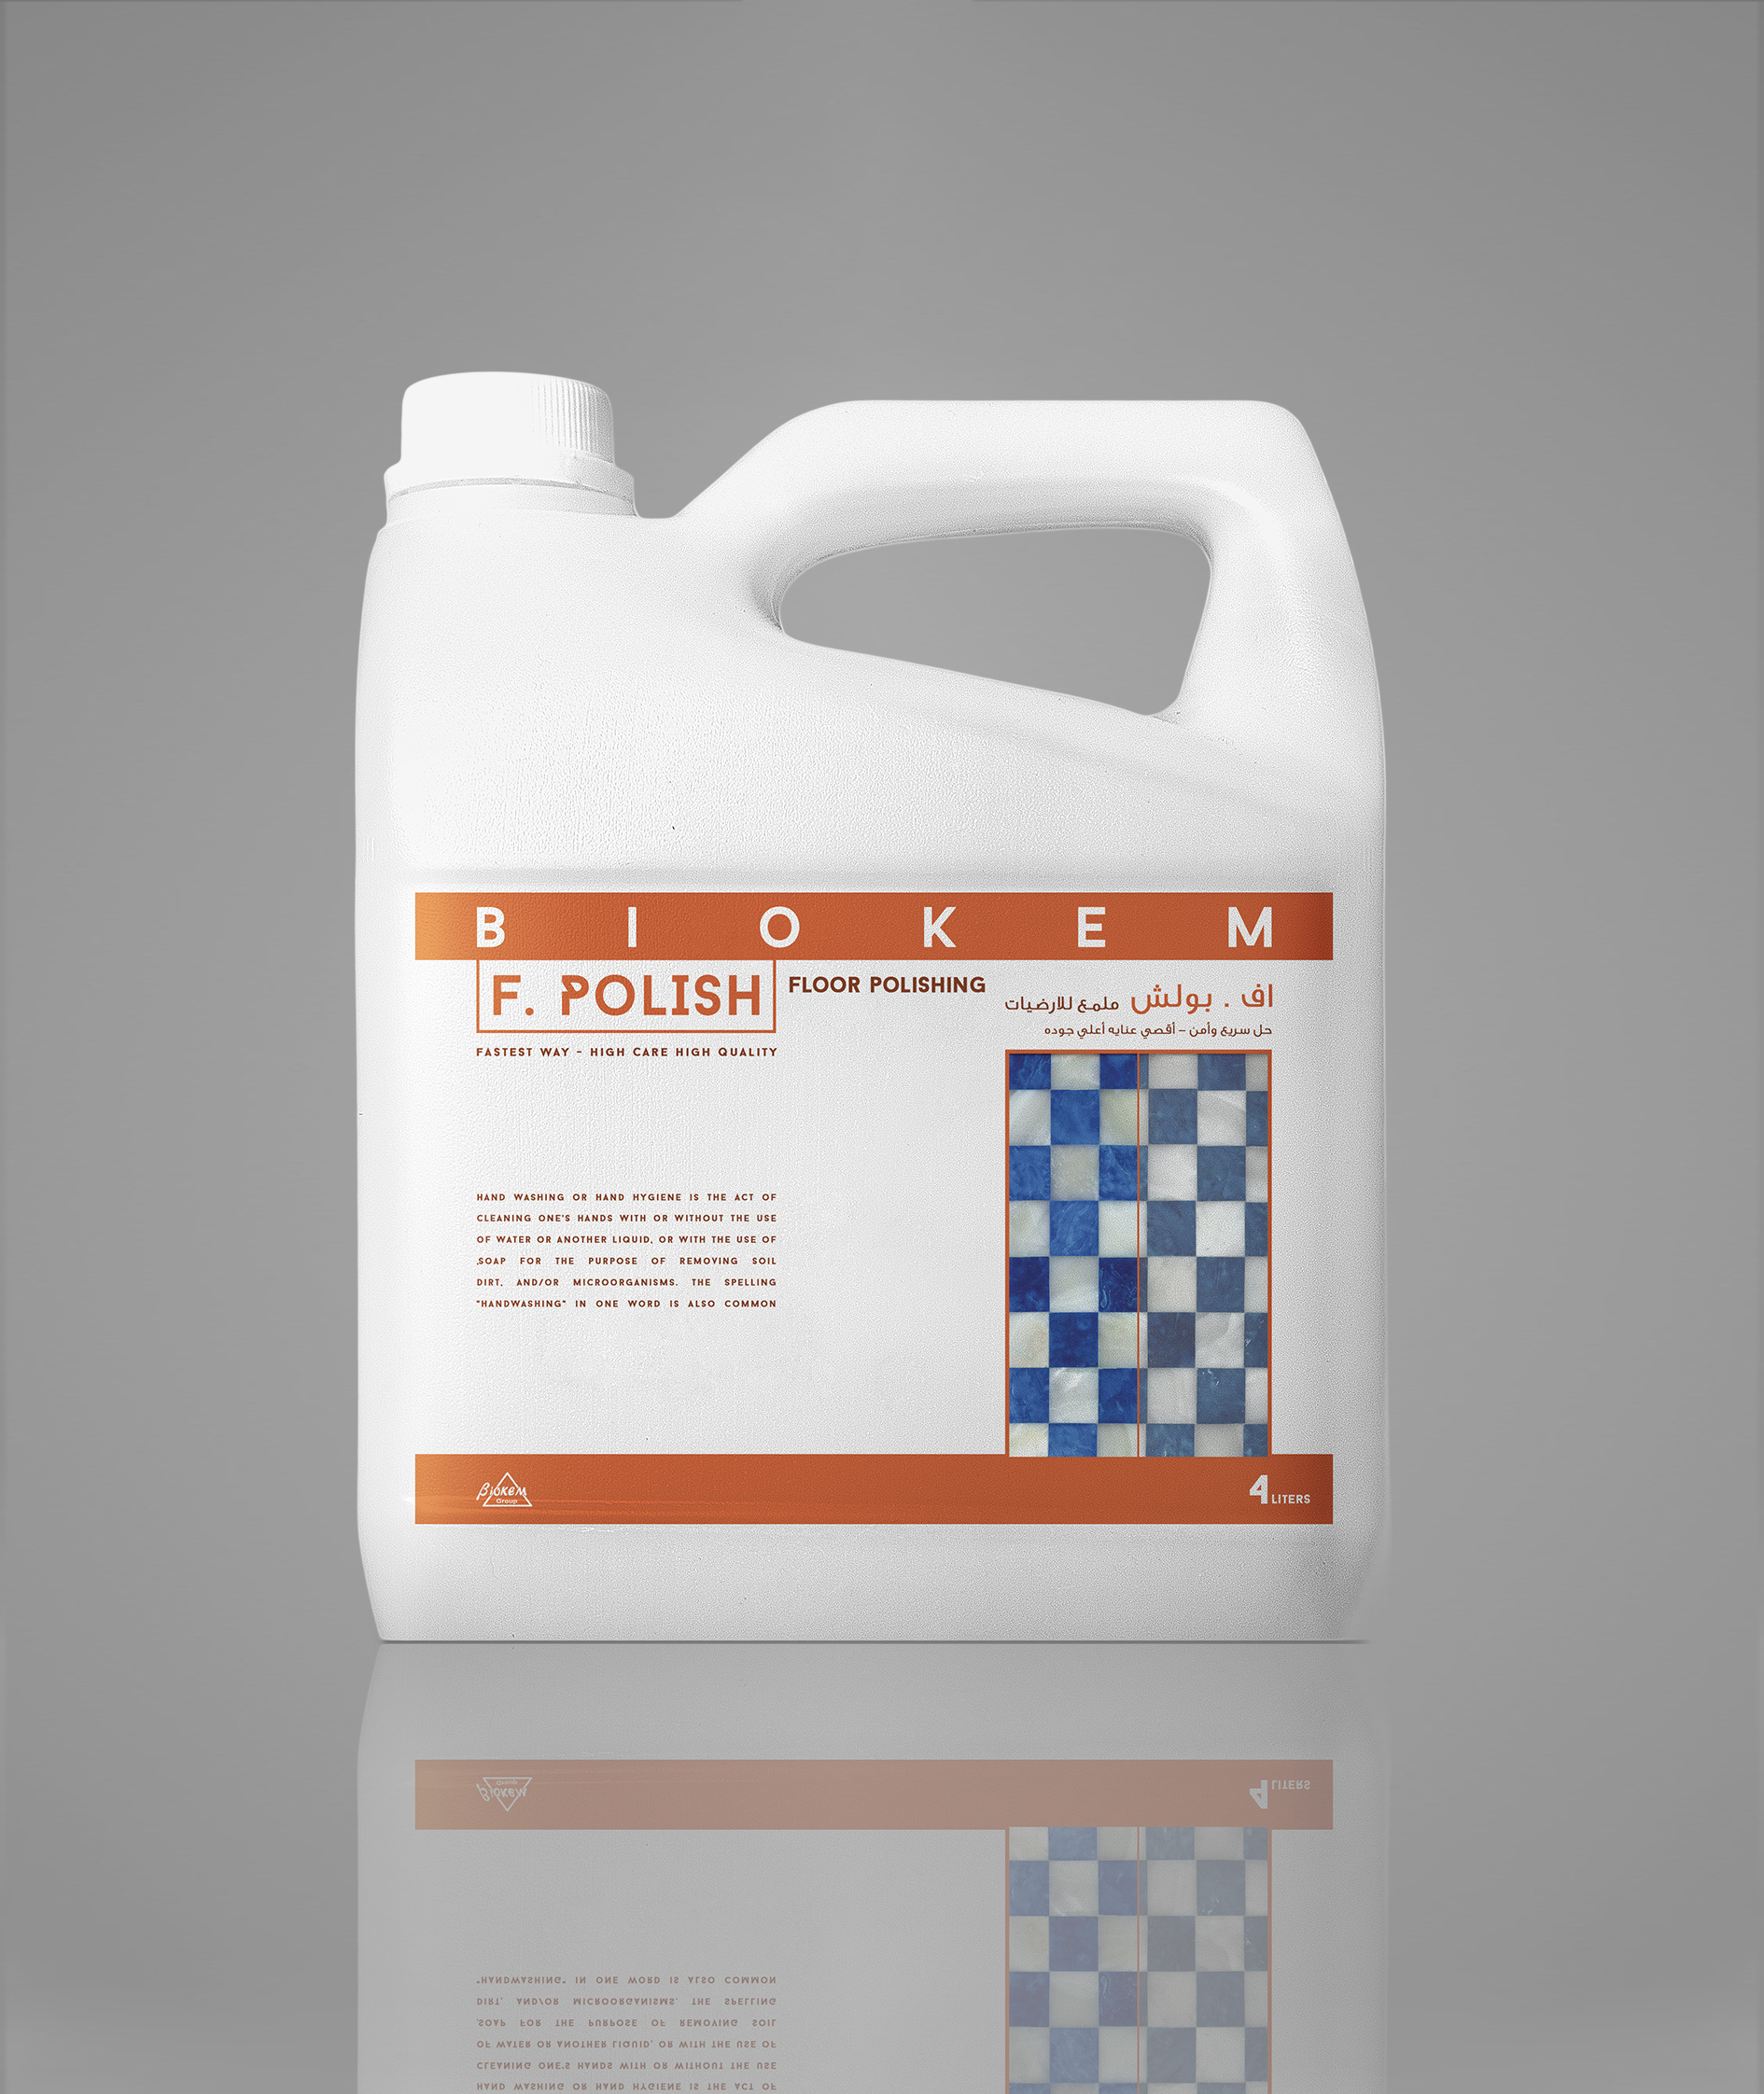 BIOKEM
F. POLISH
FLOOR POLISHING
اف . بولش ملمع للارضيات
حل سريع وأمن - أقصي عنايه أعلي جوده
FASTEST WAY - HIGH CARE HIGH QUALITY
HAND WASHING OR HAND HYGIENE IS THE ACT OF
CLEANING ONE'S HANDS WITH OR WITHOUT THE USE
OF WATER OR ANOTHER LIQUID, OR WITH THE USE OF
,SOAP FOR THE PURPOSE OF REMOVING SOIL
DIRT, AND/OR MICROORGANISMS. THE SPELLING
"HANDWASHING" IN ONE WORD IS ALSO COMMON
Biokem
Group
4 LITERS